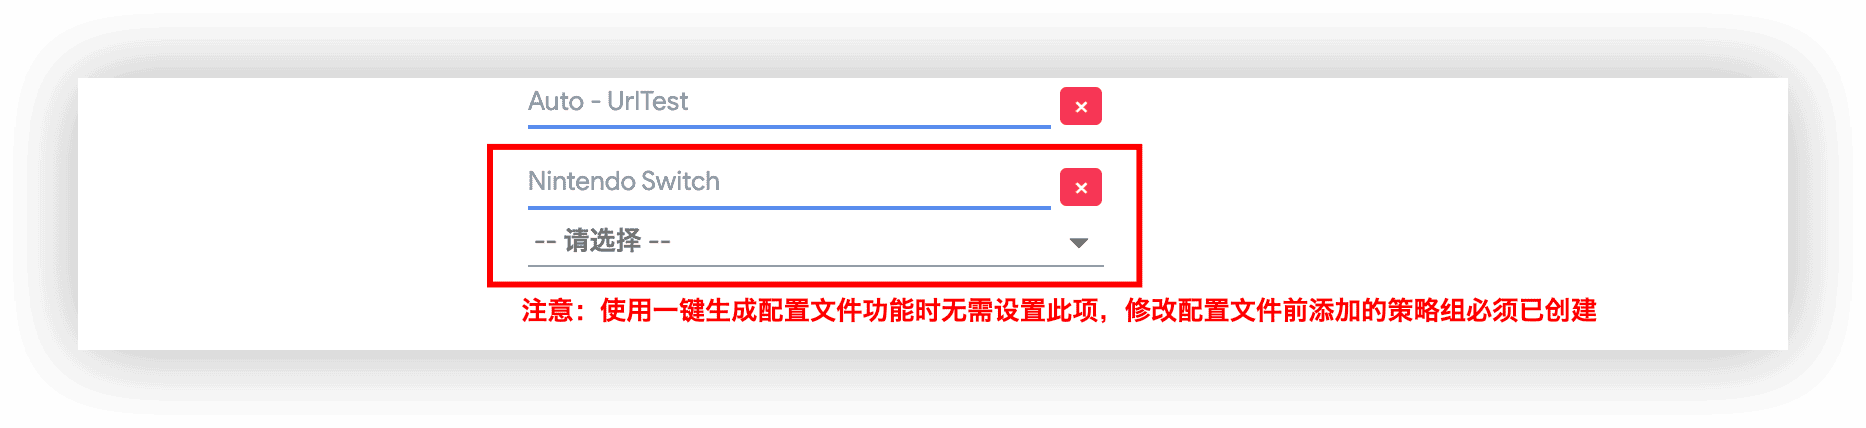 Auto - UrlTest
×
Nintendo Switch
×
-- 请选择 --
注意：使用一键生成配置文件功能时无需设置此项，修改配置文件前添加的策略组必须已创建